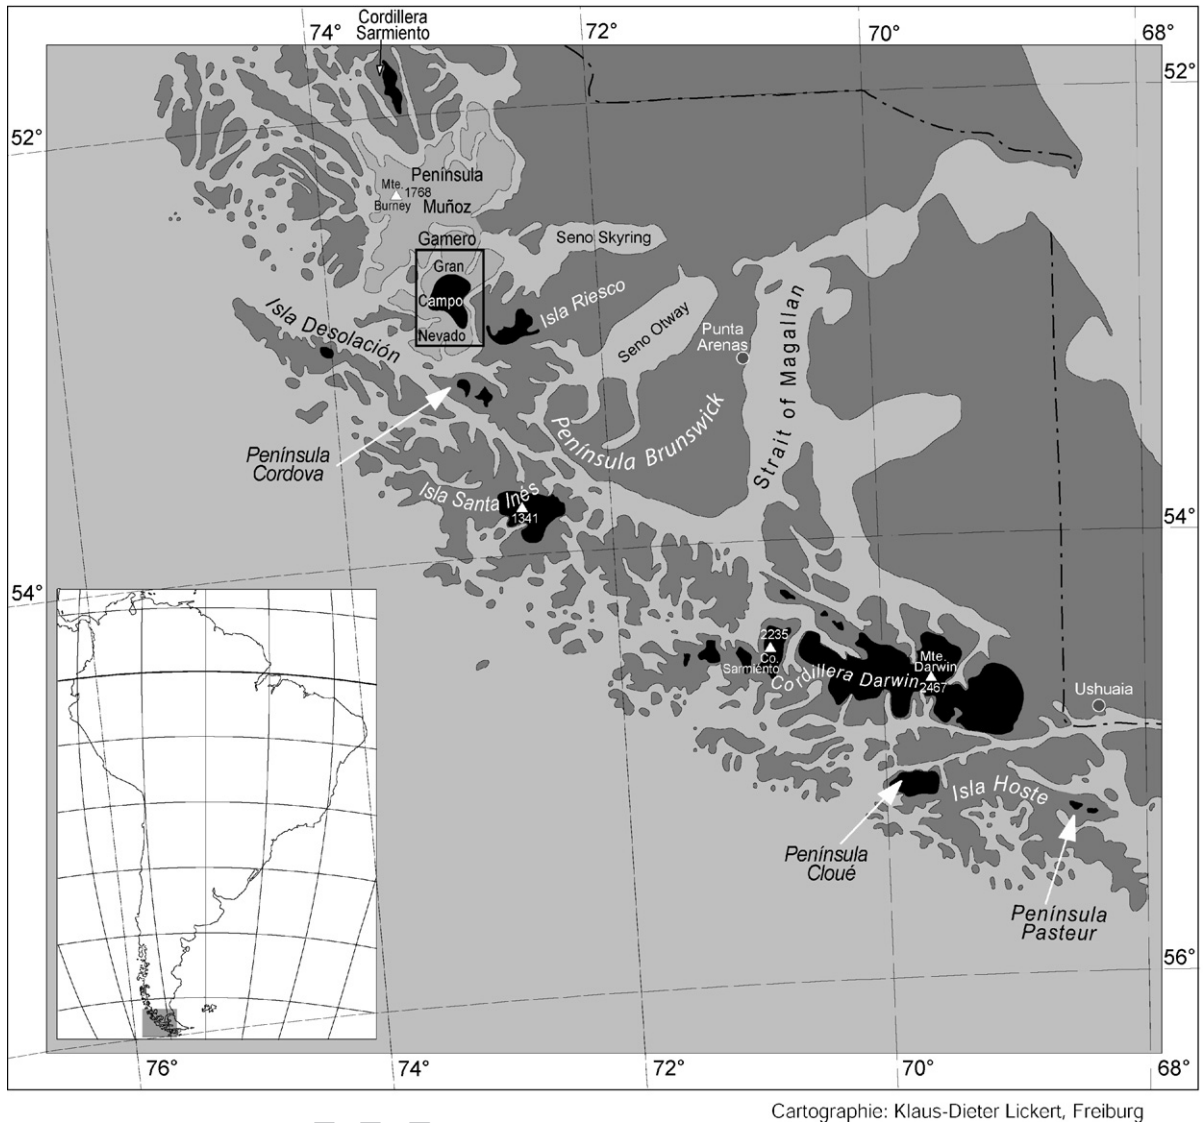 Cordillera
Sarmiento
74°
72°
70°
68°
52°
52°
Península
Mte.
1768
Burney
Muñoz
Gamero
Seno Skyring
Gran
Campo
Nevado
Isla Riesco
Isla Desolación
Seno Otway
Punta
Arenas
Strait of Magallan
Península Brunswick
Península
Cordova
Isla Santa Inés
1341
54°
54°
2235
Co.
Sarmiento
Cordillera Darwin
Mte.
Darwin
2467
Ushuaia
Isla Hoste
Península
Cloué
Península
Pasteur
56°
76°
74°
72°
70°
68°
Cartographie: Klaus-Dieter Lickert, Freiburg